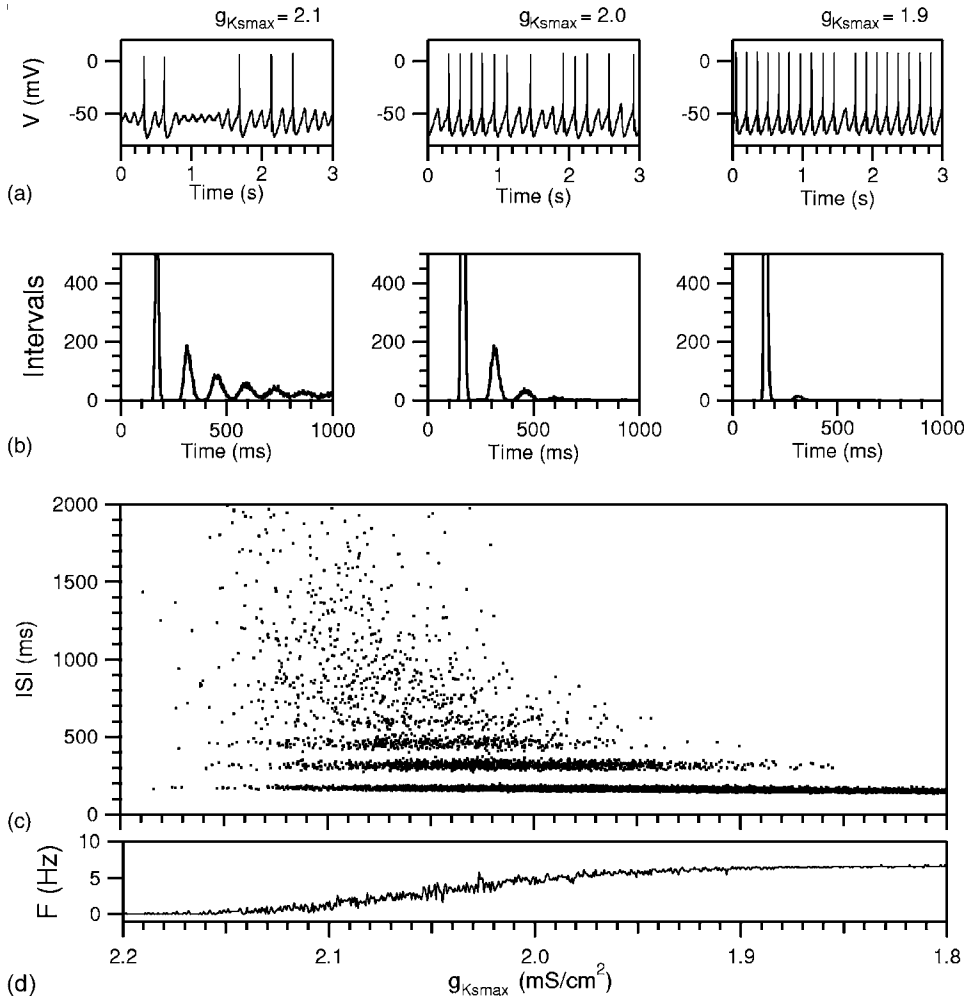 gKsmax = 2.1 gKsmax = 2.0 gKsmax = 1.9
V (mV)
0 0 0
-50 -50 -50
0 1 2 3 0 1 2 3 0 1 2 3
Time (s) Time (s) Time (s)
(a)
Intervals
400 400 400
200 200 200
0 0 0
0 500 1000 0 500 1000 0 500 1000
Time (ms) Time (ms) Time (ms)
(b)
ISI (ms)
2000
1500
1000
500
0
(c)
F (Hz)
10
5
0
2.2 2.1 2.0 1.9 1.8
gKsmax (mS/cm²)
(d)